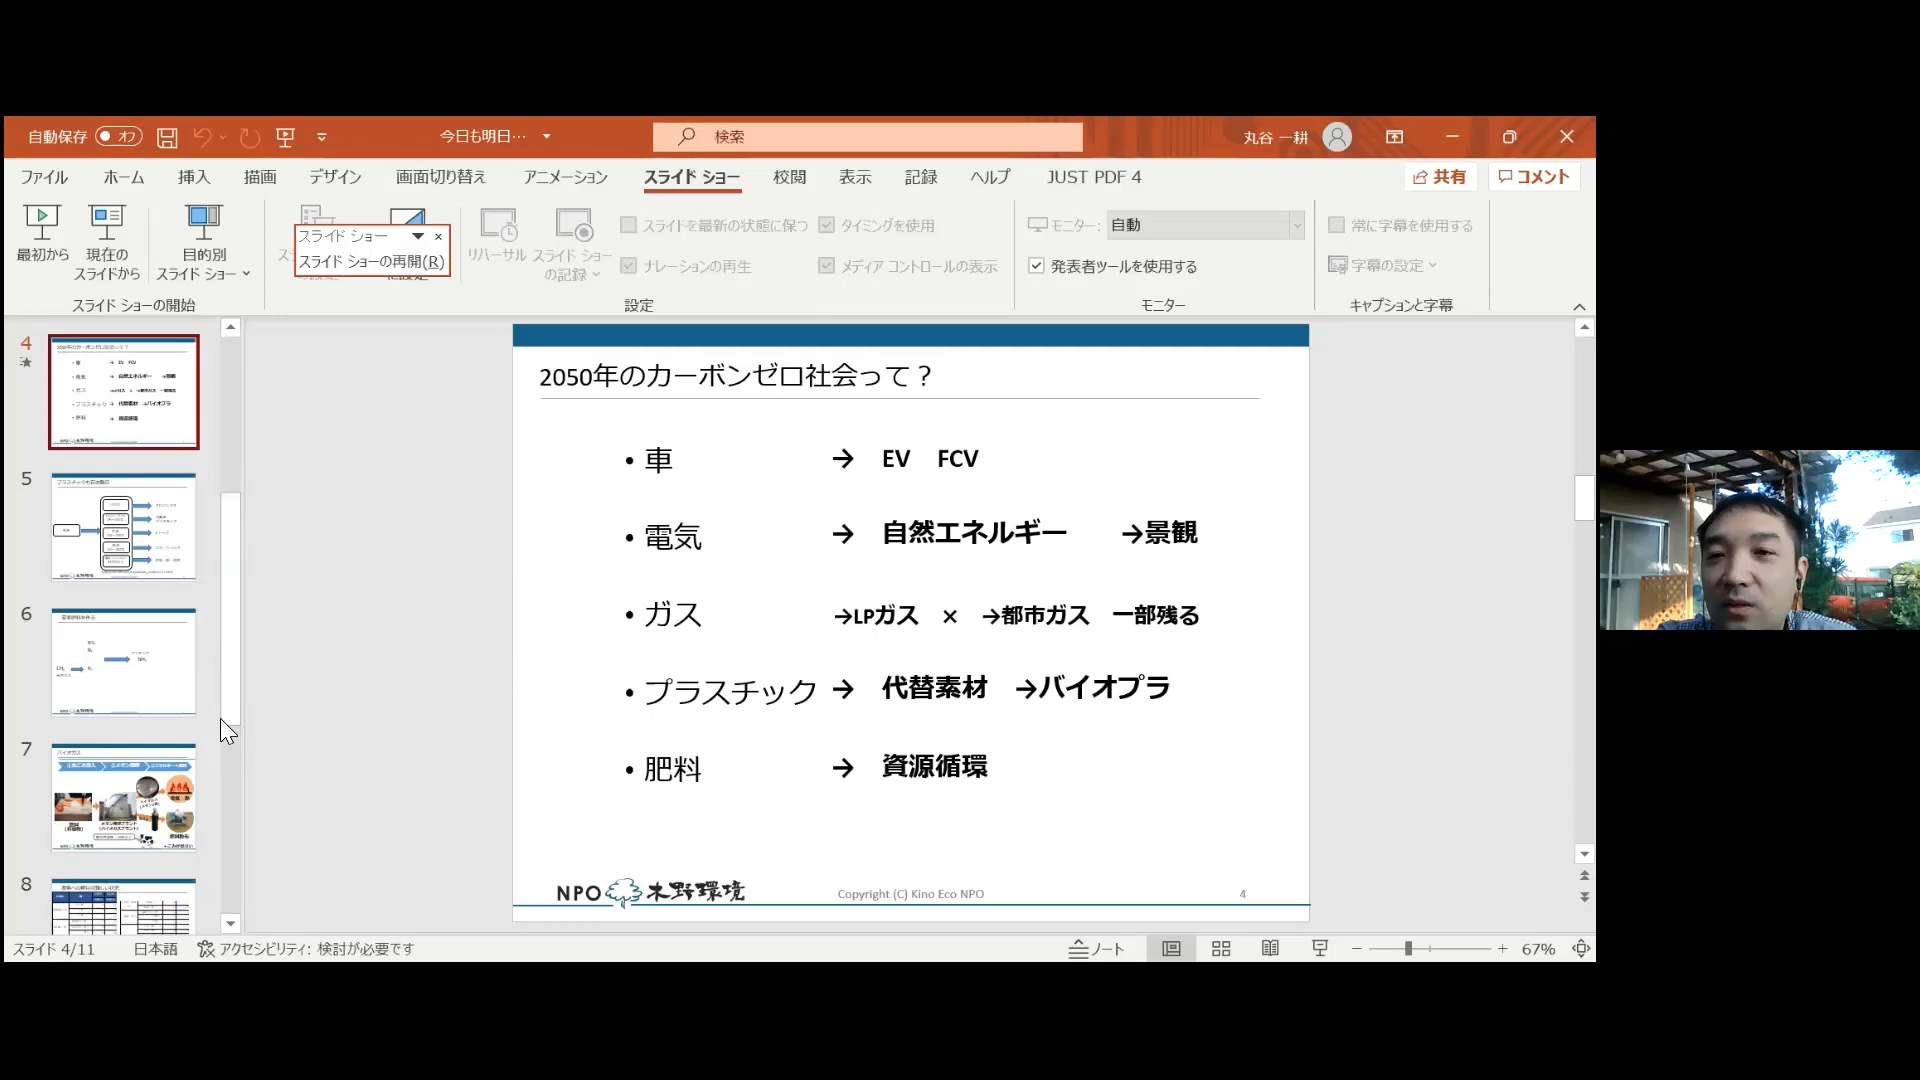 自動保存 オフ 今日も明日… 検索 丸谷 一耕
ファイル ホーム 挿入 描画 デザイン 画面切り替え アニメーション スライド ショー 校閲 表示 記録 ヘルプ JUST PDF 4 共有 コメント
最初から 現在の スライドから 目的別 スライド ショー
スライド ショー
スライド ショーの再開(R)
リハーサル スライド ショー の記録
スライドを最新の状態に保つ タイミングを使用
ナレーションの再生 メディア コントロールの表示
モニター: 自動
発表者ツールを使用する
常に字幕を使用する
字幕の設定
スライド ショーの開始 設定 モニター キャプションと字幕
4
5
6
7
8
2050年のカーボンゼロ社会って？
• 車 → EV FCV
• 電気 → 自然エネルギー →景観
• ガス →LPガス × →都市ガス 一部残る
• プラスチック → 代替素材 →バイオプラ
• 肥料 → 資源循環
NPO 木野環境 Copyright (C) Kino Eco NPO 4
スライド 4/11 日本語 アクセシビリティ: 検討が必要です ノート 67%